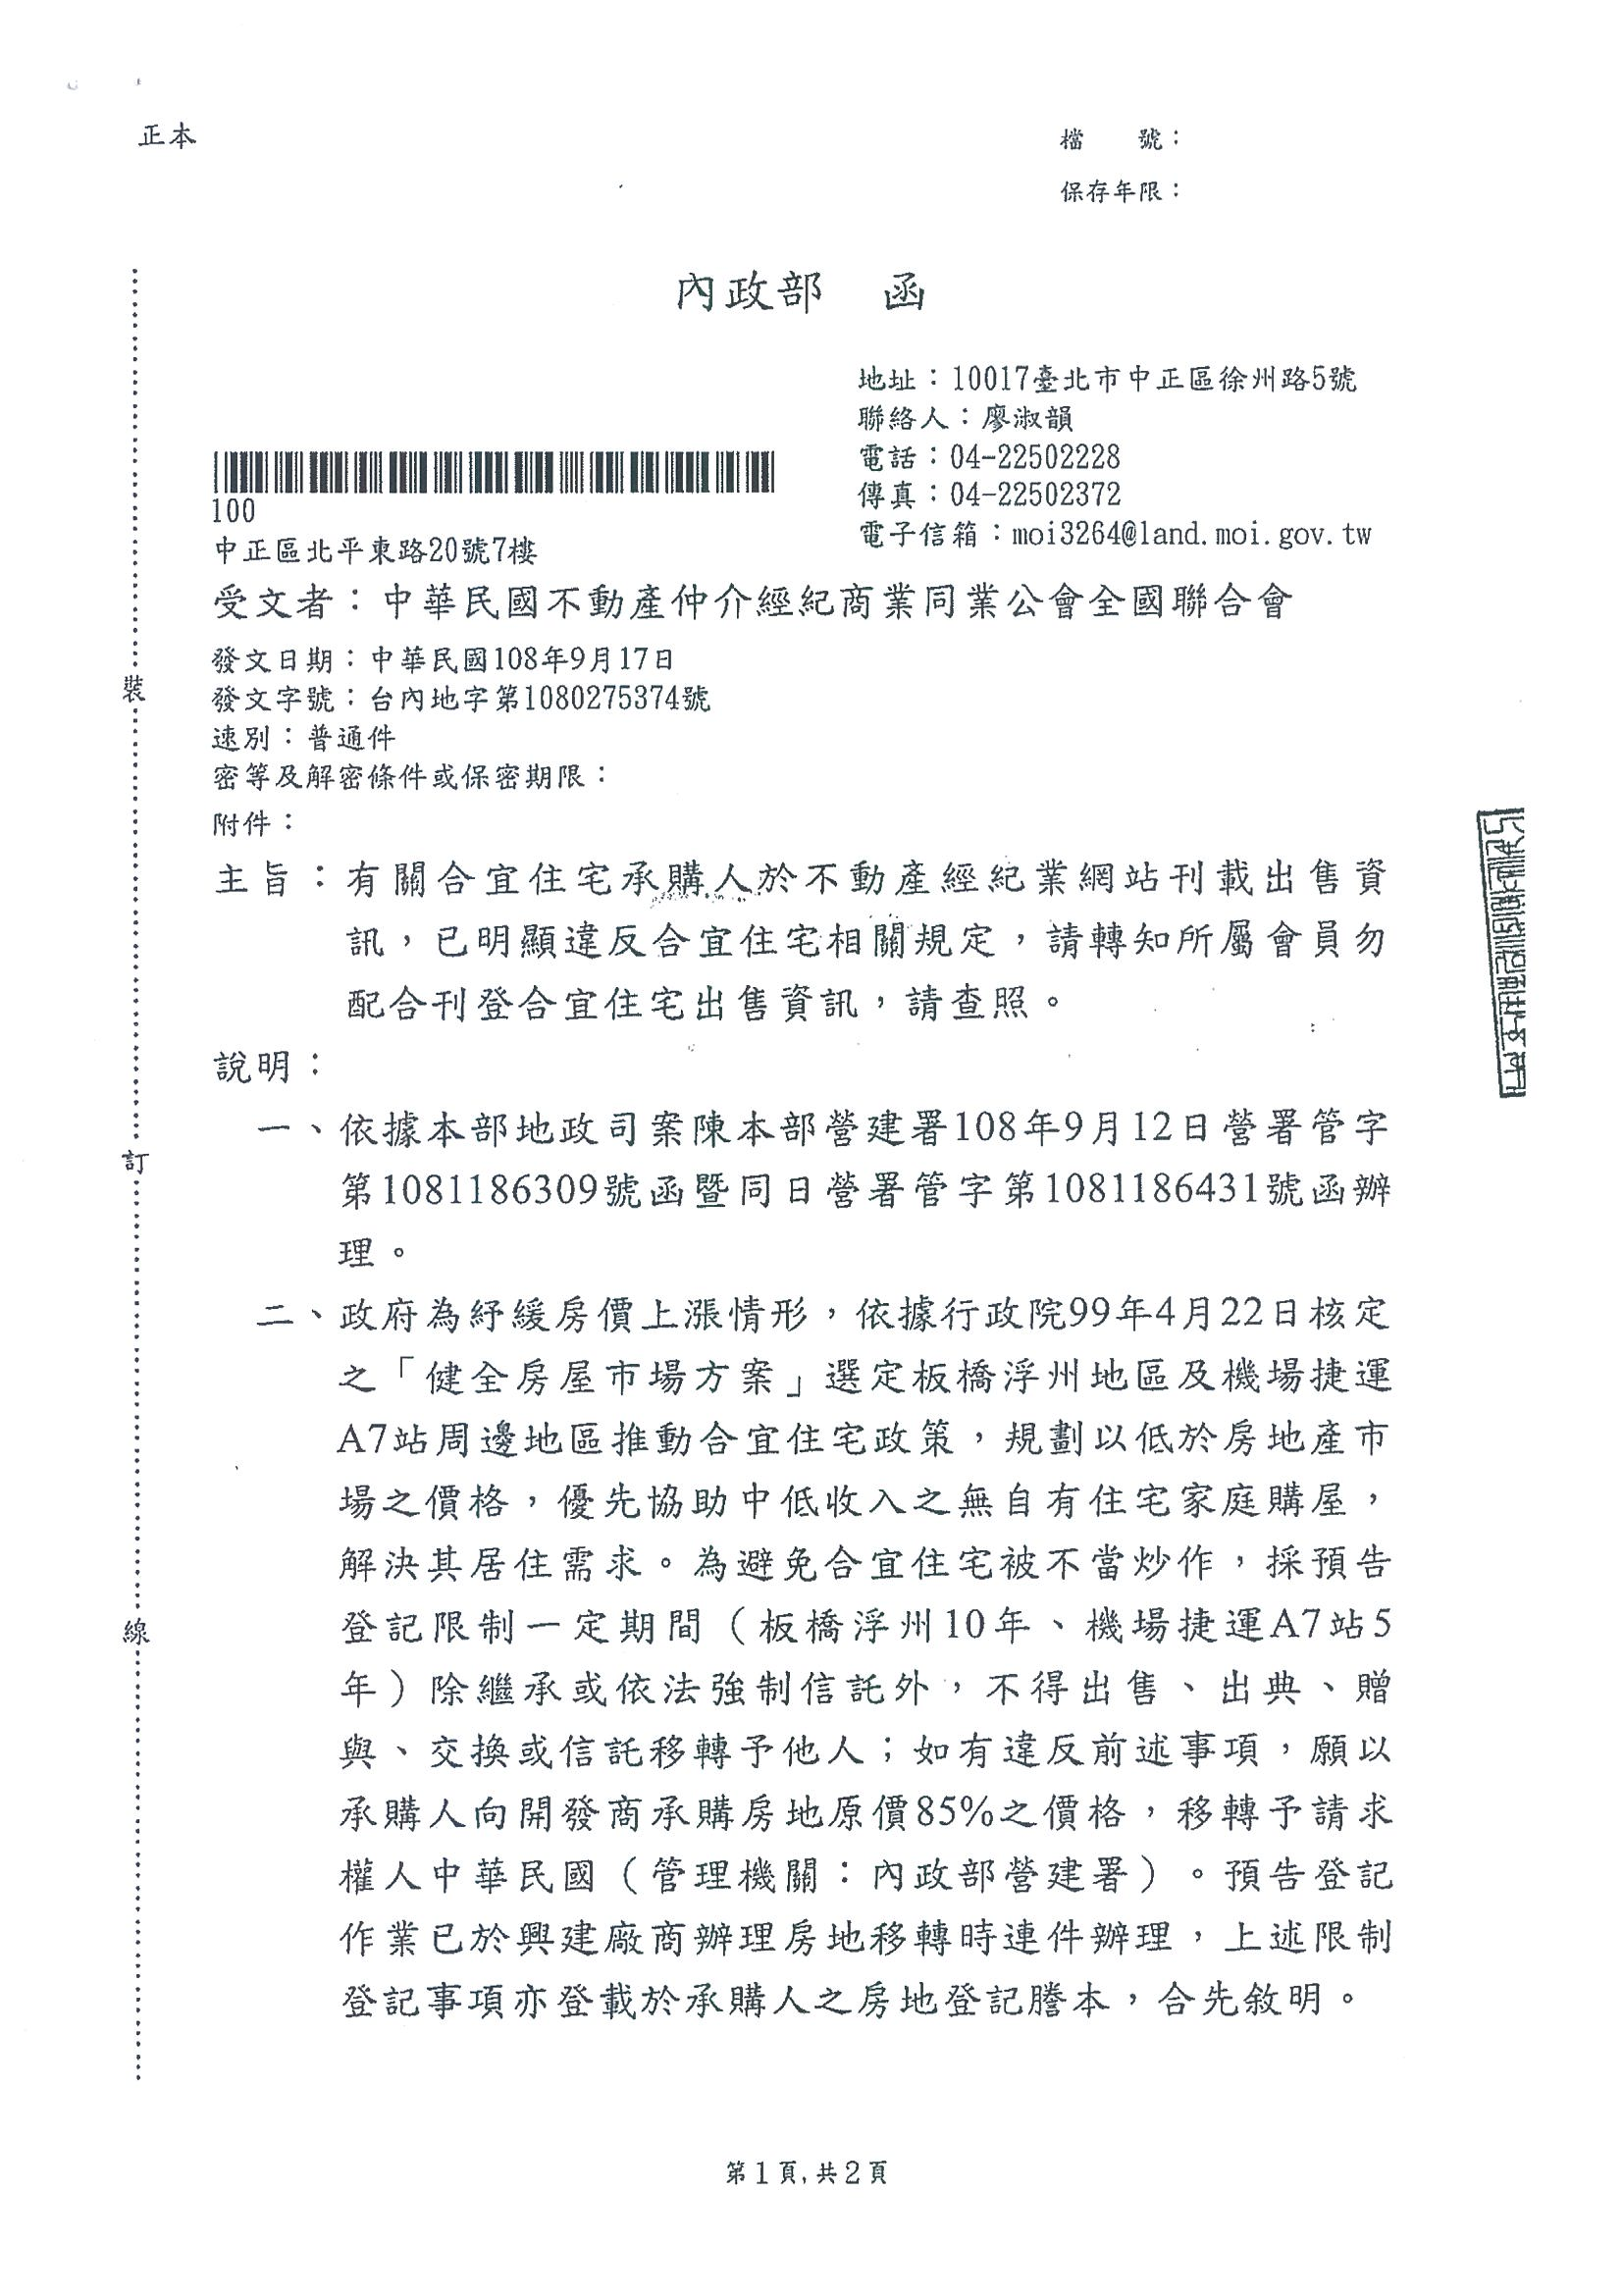 正本
檔　　號：
保存年限：
內政部　函
地址：10017臺北市中正區徐州路5號
聯絡人：廖淑韻
電話：04-22502228
傳真：04-22502372
電子信箱：moi3264@land.moi.gov.tw
100
中正區北平東路20號7樓
受文者：中華民國不動產仲介經紀商業同業公會全國聯合會
發文日期：中華民國108年9月17日
發文字號：台內地字第1080275374號
速別：普通件
密等及解密條件或保密期限：
附件：
主旨：有關合宜住宅承購人於不動產經紀業網站刊載出售資
訊，已明顯違反合宜住宅相關規定，請轉知所屬會員勿
配合刊登合宜住宅出售資訊，請查照。
說明：
一、依據本部地政司案陳本部營建署108年9月12日營署管字
第1081186309號函暨同日營署管字第1081186431號函辦
理。
二、政府為紓緩房價上漲情形，依據行政院99年4月22日核定
之「健全房屋市場方案」選定板橋浮州地區及機場捷運
A7站周邊地區推動合宜住宅政策，規劃以低於房地產市
場之價格，優先協助中低收入之無自有住宅家庭購屋，
解決其居住需求。為避免合宜住宅被不當炒作，採預告
登記限制一定期間（板橋浮州10年、機場捷運A7站5
年）除繼承或依法強制信託外，不得出售、出典、贈
與、交換或信託移轉予他人；如有違反前述事項，願以
承購人向開發商承購房地原價85%之價格，移轉予請求
權人中華民國（管理機關：內政部營建署）。預告登記
作業已於興建廠商辦理房地移轉時連件辦理，上述限制
登記事項亦登載於承購人之房地登記謄本，合先敘明。
裝
訂
線
第1頁，共2頁